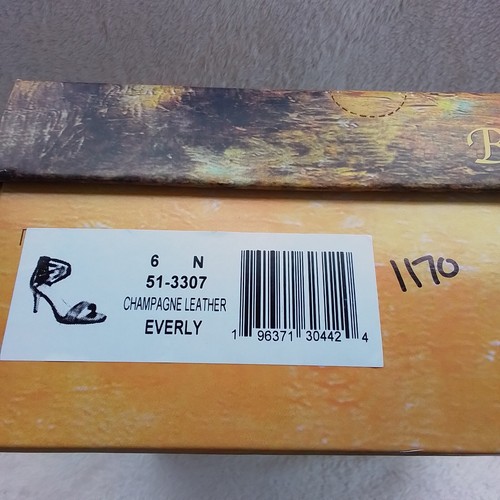 6 N
51-3307
CHAMPAGNE LEATHER
EVERLY
1 96371 30442 4
1170